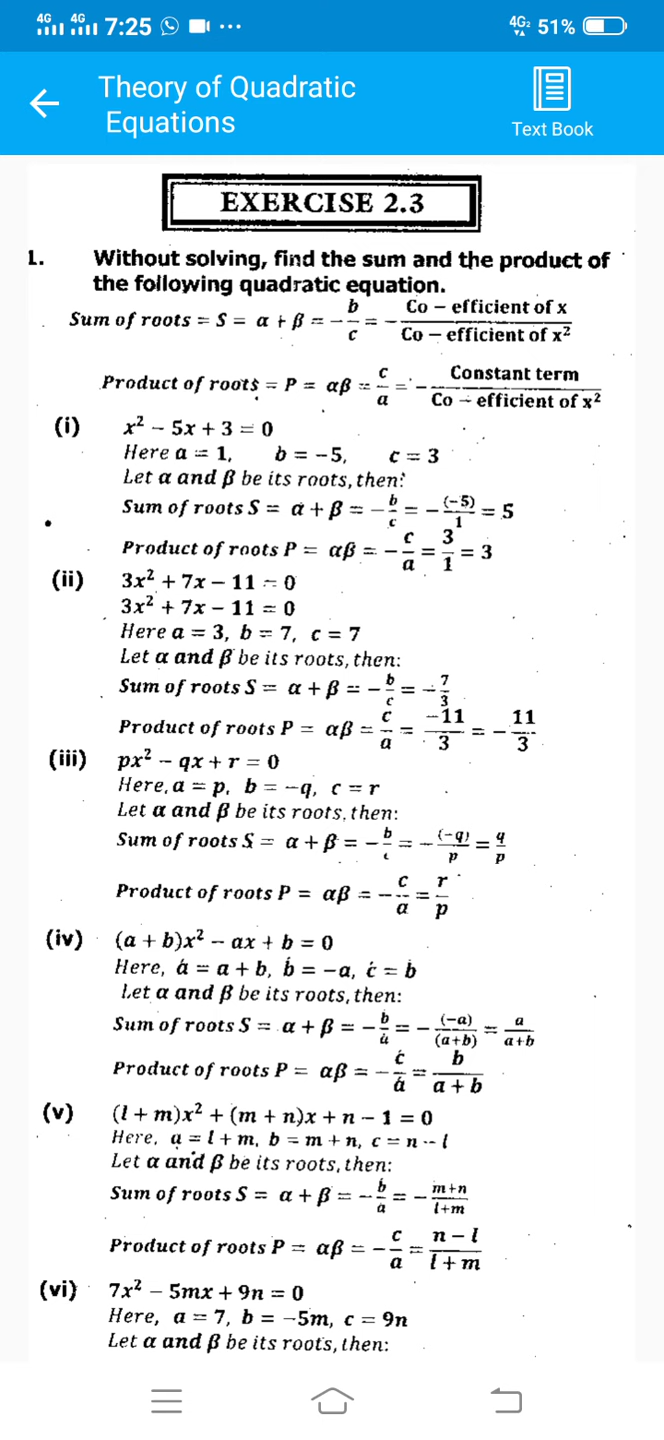 4G 4G 7:25 ... 4G2 51%
Theory of Quadratic
Equations
Text Book
EXERCISE 2.3
1. Without solving, find the sum and the product of
the following quadratic equation.
Sum of roots = S = α + β = -b/c = - Co – efficient of x / Co – efficient of x²
Product of roots = P = αβ = c/a = - Constant term / Co – efficient of x²
(i) x² – 5x + 3 = 0
Here a = 1, b = –5, c = 3
Let α and β be its roots, then:
Sum of roots S = α + β = -b/c = -(-5)/1 = 5
Product of roots P = αβ = -c/a = 3/1 = 3
(ii) 3x² + 7x – 11 = 0
3x² + 7x – 11 = 0
Here a = 3, b = 7, c = 7
Let α and β be its roots, then:
Sum of roots S = α + β = -b/c = -7/3
Product of roots P = αβ = c/a = -11/3 = -11/3
(iii) px² – qx + r = 0
Here, a = p, b = –q, c = r
Let α and β be its roots, then:
Sum of roots S = α + β = -b/ = -(-q)/p = q/p
Product of roots P = αβ = -c/a = r/p
(iv) (a + b)x² – ax + b = 0
Here, á = a + b, b́ = –a, ć = b
Let α and β be its roots, then:
Sum of roots S = α + β = -b́/á = -(-a)/(a+b) = a/a+b
Product of roots P = αβ = -ć/á = b/a + b
(v) (l + m)x² + (m + n)x + n – 1 = 0
Here, a = l + m, b = m + n, c = n – l
Let α and β be its roots, then:
Sum of roots S = α + β = -b/a = -m+n/l+m
Product of roots P = αβ = -c/a = n – l/l + m
(vi) 7x² – 5mx + 9n = 0
Here, a = 7, b = –5m, c = 9n
Let α and β be its roots, then: